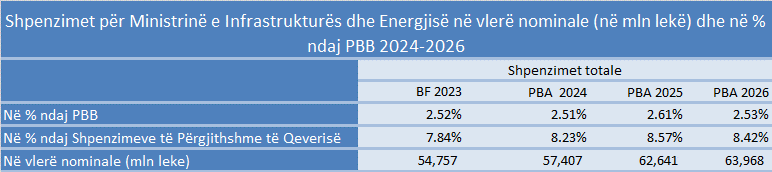 Shpenzimet për Ministrinë e Infrastrukturës dhe Energjisë në vlerë nominale (në mln lekë) dhe në %
ndaj PBB 2024-2026
Shpenzimet totale
BF 2023 PBA 2024 PBA 2025 PBA 2026
Në % ndaj PBB 2.52% 2.51% 2.61% 2.53%
Në % ndaj Shpenzimeve të Përgjithshme të Qeverisë 7.84% 8.23% 8.57% 8.42%
Në vlerë nominale (mln leke) 54,757 57,407 62,641 63,968